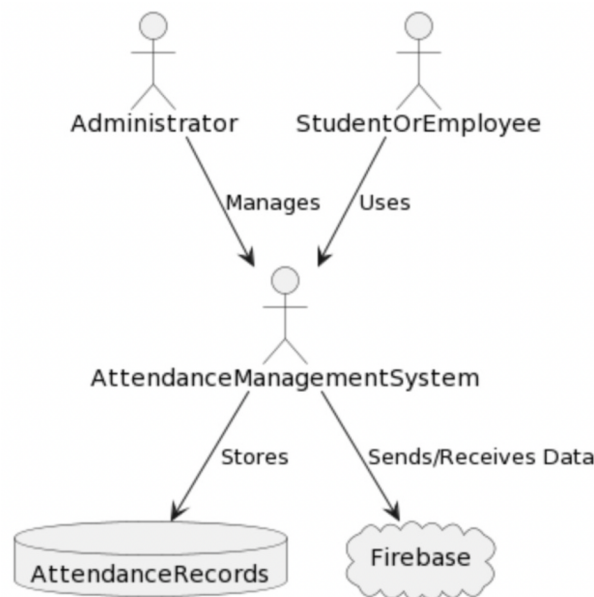 Administrator
StudentOrEmployee
Manages
Uses
AttendanceManagementSystem
Stores
Sends/Receives Data
AttendanceRecords
Firebase